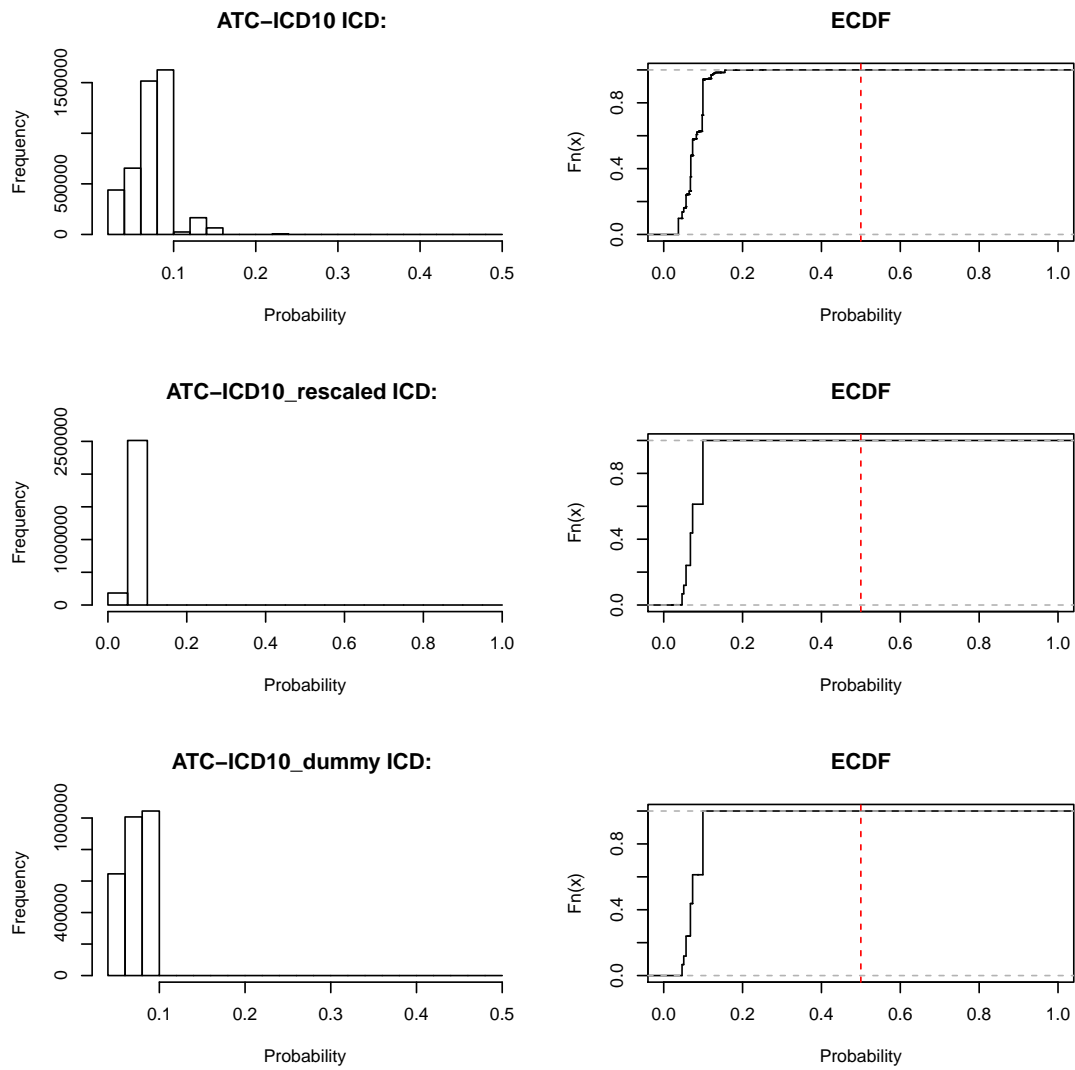 ATC−ICD10 ICD:
Frequency
0 500000 1500000
0.1 0.2 0.3 0.4 0.5
Probability
ECDF
Fn(x)
0.0 0.4 0.8
0.0 0.2 0.4 0.6 0.8 1.0
Probability
ATC−ICD10_rescaled ICD:
Frequency
0 1000000 2500000
0.0 0.2 0.4 0.6 0.8 1.0
Probability
ECDF
Fn(x)
0.0 0.4 0.8
0.0 0.2 0.4 0.6 0.8 1.0
Probability
ATC−ICD10_dummy ICD:
Frequency
0 400000 1000000
0.1 0.2 0.3 0.4 0.5
Probability
ECDF
Fn(x)
0.0 0.4 0.8
0.0 0.2 0.4 0.6 0.8 1.0
Probability